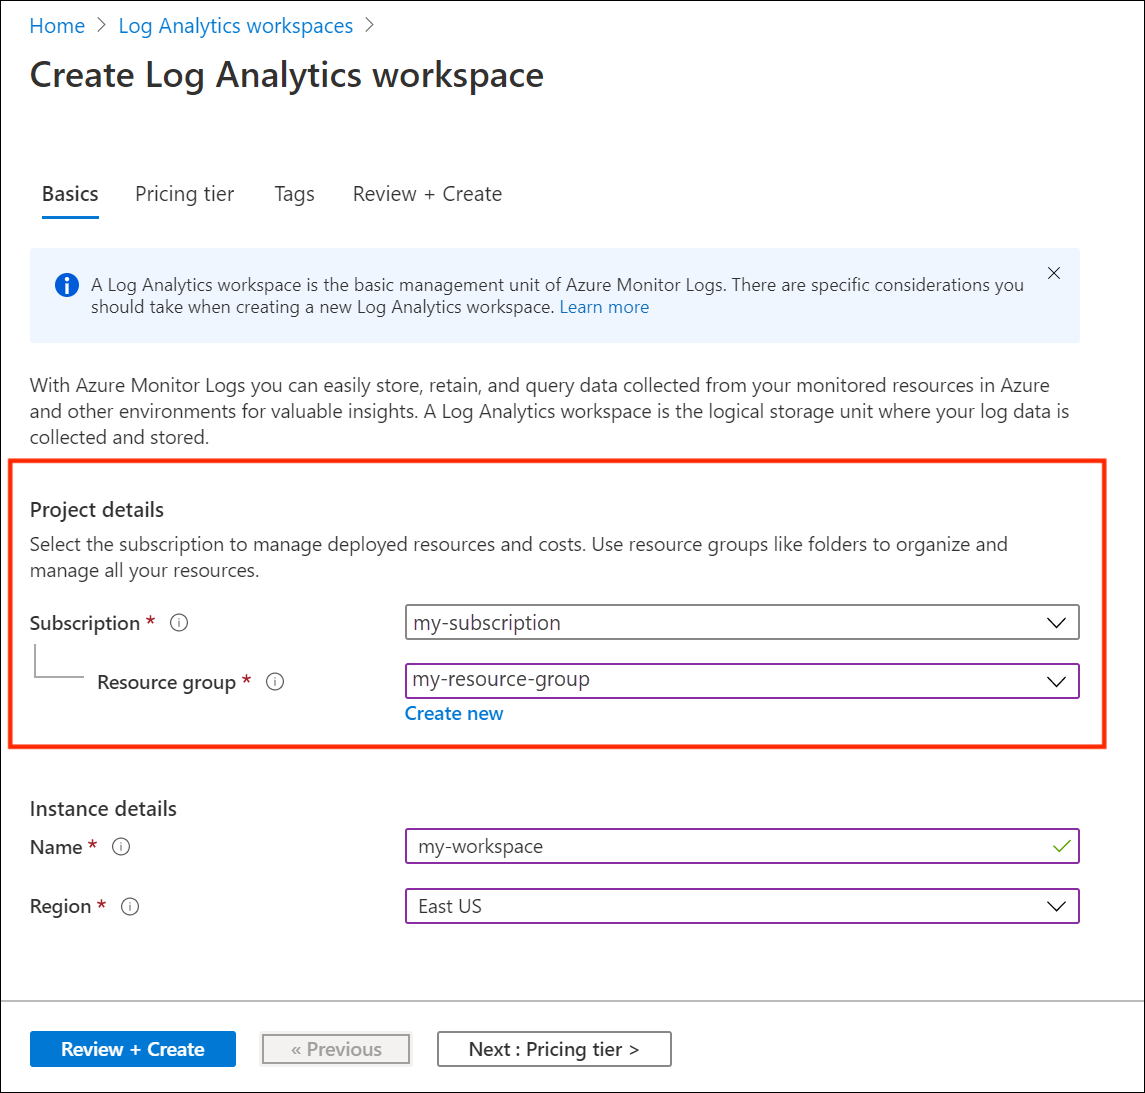 Home > Log Analytics workspaces >
Create Log Analytics workspace
Basics Pricing tier Tags Review + Create
A Log Analytics workspace is the basic management unit of Azure Monitor Logs. There are specific considerations you
should take when creating a new Log Analytics workspace. Learn more
With Azure Monitor Logs you can easily store, retain, and query data collected from your monitored resources in Azure
and other environments for valuable insights. A Log Analytics workspace is the logical storage unit where your log data is
collected and stored.
Project details
Select the subscription to manage deployed resources and costs. Use resource groups like folders to organize and
manage all your resources.
Subscription * my-subscription
Resource group * my-resource-group
Create new
Instance details
Name * my-workspace
Region * East US
Review + Create « Previous Next : Pricing tier >